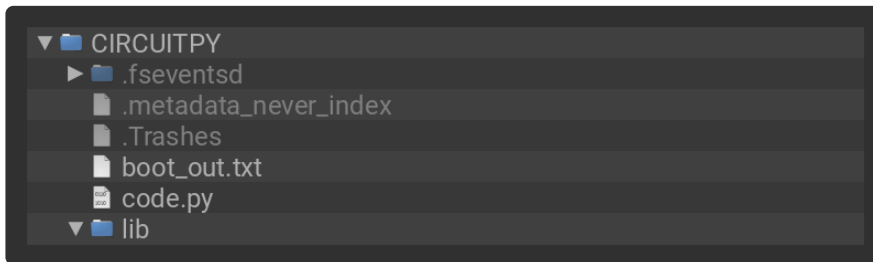 CIRCUITPY
.fseventsd
.metadata_never_index
.Trashes
boot_out.txt
code.py
lib